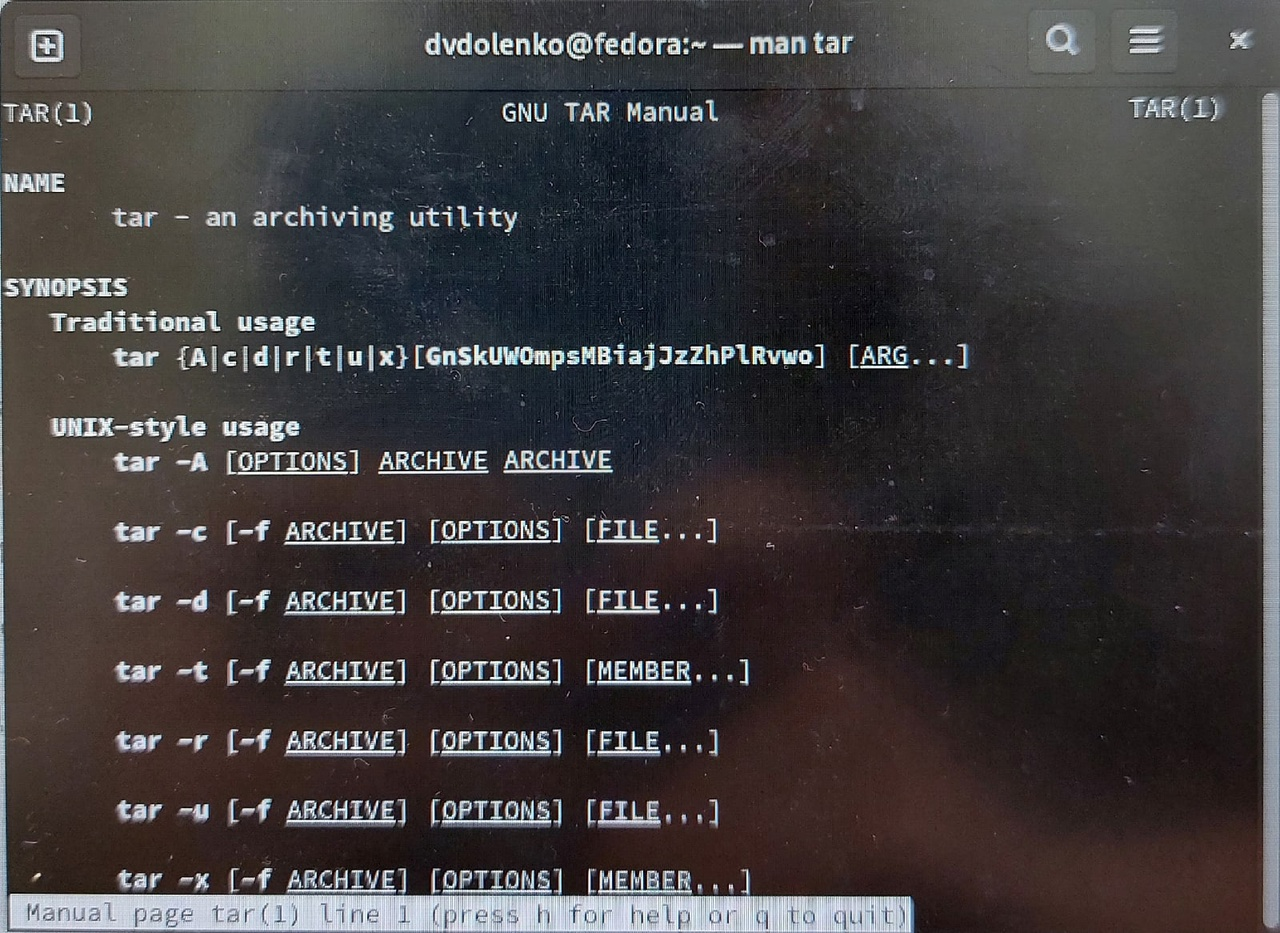 dvdolenko@fedora:~ — man tar
TAR(1) GNU TAR Manual TAR(1)
NAME
tar - an archiving utility
SYNOPSIS
Traditional usage
tar {A|c|d|r|t|u|x}[GnSkUWOmpsMBiajJzZhPlRvwo] [ARG...]
UNIX-style usage
tar -A [OPTIONS] ARCHIVE ARCHIVE
tar -c [-f ARCHIVE] [OPTIONS] [FILE...]
tar -d [-f ARCHIVE] [OPTIONS] [FILE...]
tar -t [-f ARCHIVE] [OPTIONS] [MEMBER...]
tar -r [-f ARCHIVE] [OPTIONS] [FILE...]
tar -u [-f ARCHIVE] [OPTIONS] [FILE...]
tar -x [-f ARCHIVE] [OPTIONS] [MEMBER...]
Manual page tar(1) line 1 (press h for help or q to quit)